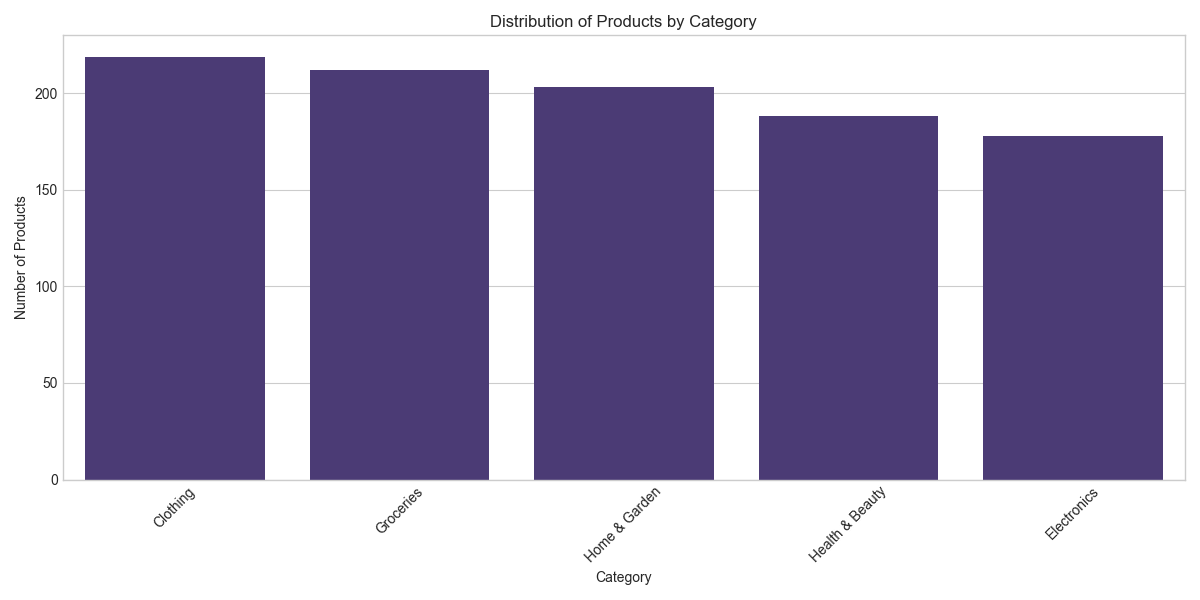 Distribution of Products by Category
Number of Products
200
150
100
50
0
Clothing
Groceries
Home & Garden
Health & Beauty
Electronics
Category